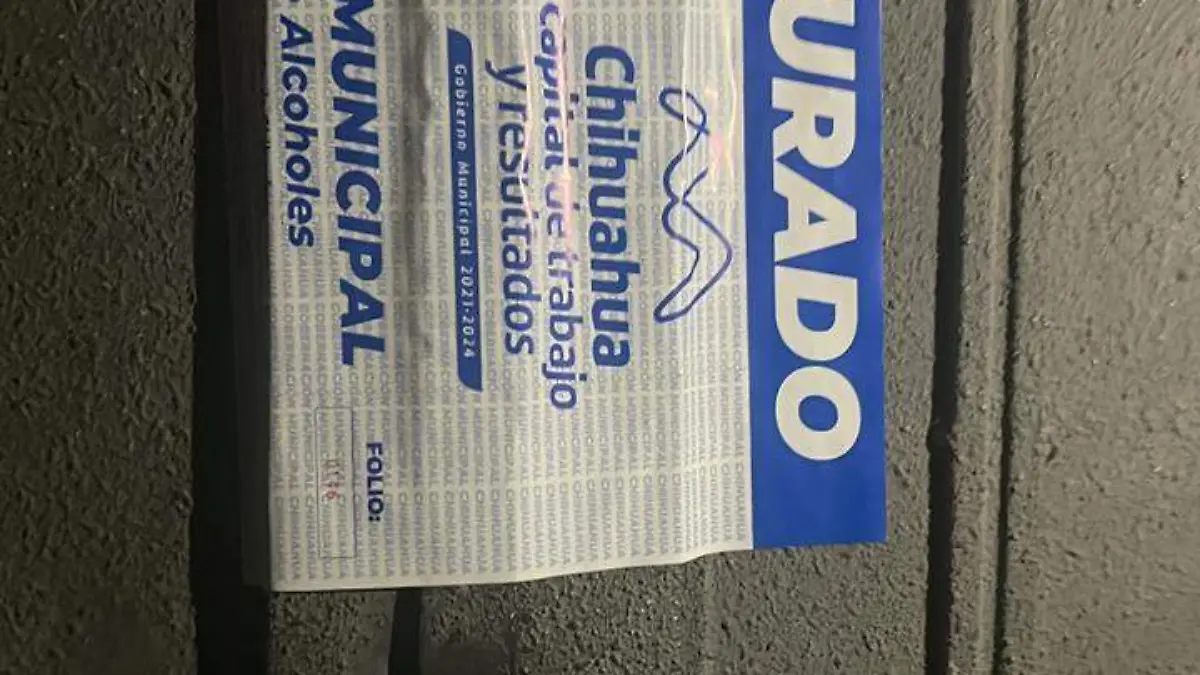 URADO
Chihuahua
capital de trabajo
y resultados
Gobierno Municipal 2021-2024
MUNICIPAL
Alcoholes
FOLIO: